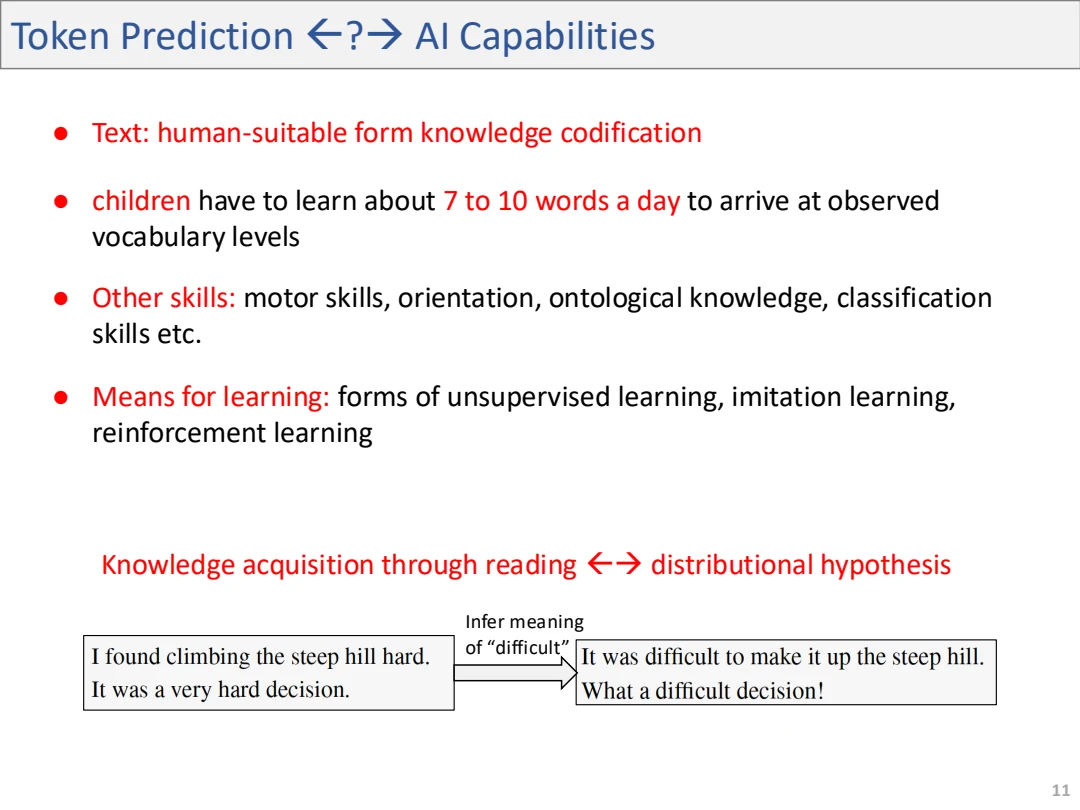 Token Prediction ←?→ AI Capabilities
● Text: human-suitable form knowledge codification
● children have to learn about 7 to 10 words a day to arrive at observed
vocabulary levels
● Other skills: motor skills, orientation, ontological knowledge, classification
skills etc.
● Means for learning: forms of unsupervised learning, imitation learning,
reinforcement learning
Knowledge acquisition through reading ←→ distributional hypothesis
I found climbing the steep hill hard.
It was a very hard decision.
Infer meaning
of “difficult”
It was difficult to make it up the steep hill.
What a difficult decision!
11